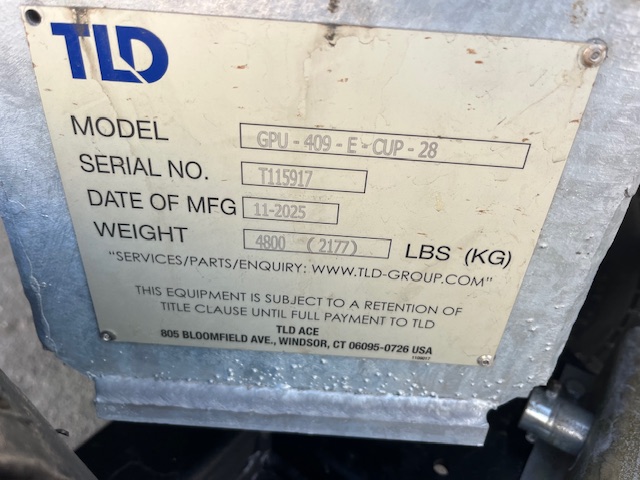 TLD
MODEL GPU - 409 - E - CUP - 28
SERIAL NO. T115917
DATE OF MFG 11-2025
WEIGHT 4800 (2177) LBS (KG)
"SERVICES/PARTS/ENQUIRY: WWW.TLD-GROUP.COM"
THIS EQUIPMENT IS SUBJECT TO A RETENTION OF
TITLE CLAUSE UNTIL FULL PAYMENT TO TLD
TLD ACE
805 BLOOMFIELD AVE., WINDSOR, CT 06095-0726 USA